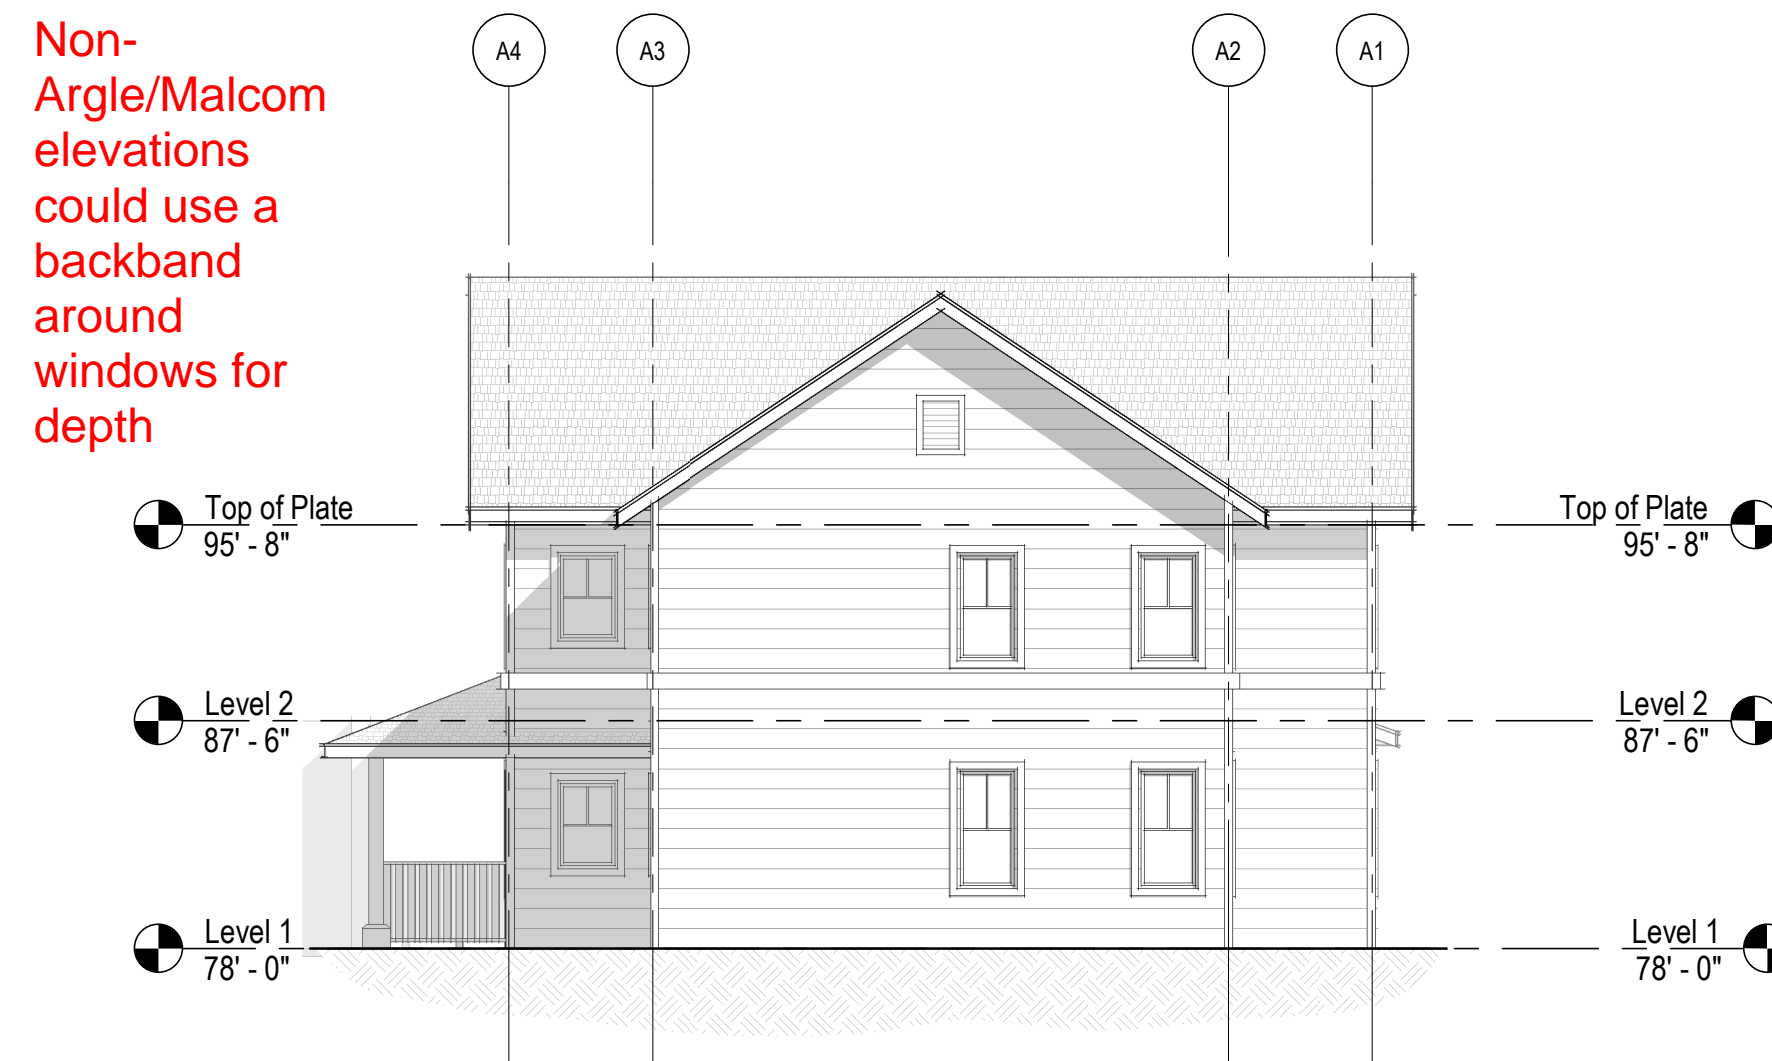 Non-
Argle/Malcom
elevations
could use a
backband
around
windows for
depth
A4
A3
A2
A1
Top of Plate
95' - 8"
Top of Plate
95' - 8"
Level 2
87' - 6"
Level 2
87' - 6"
Level 1
78' - 0"
Level 1
78' - 0"